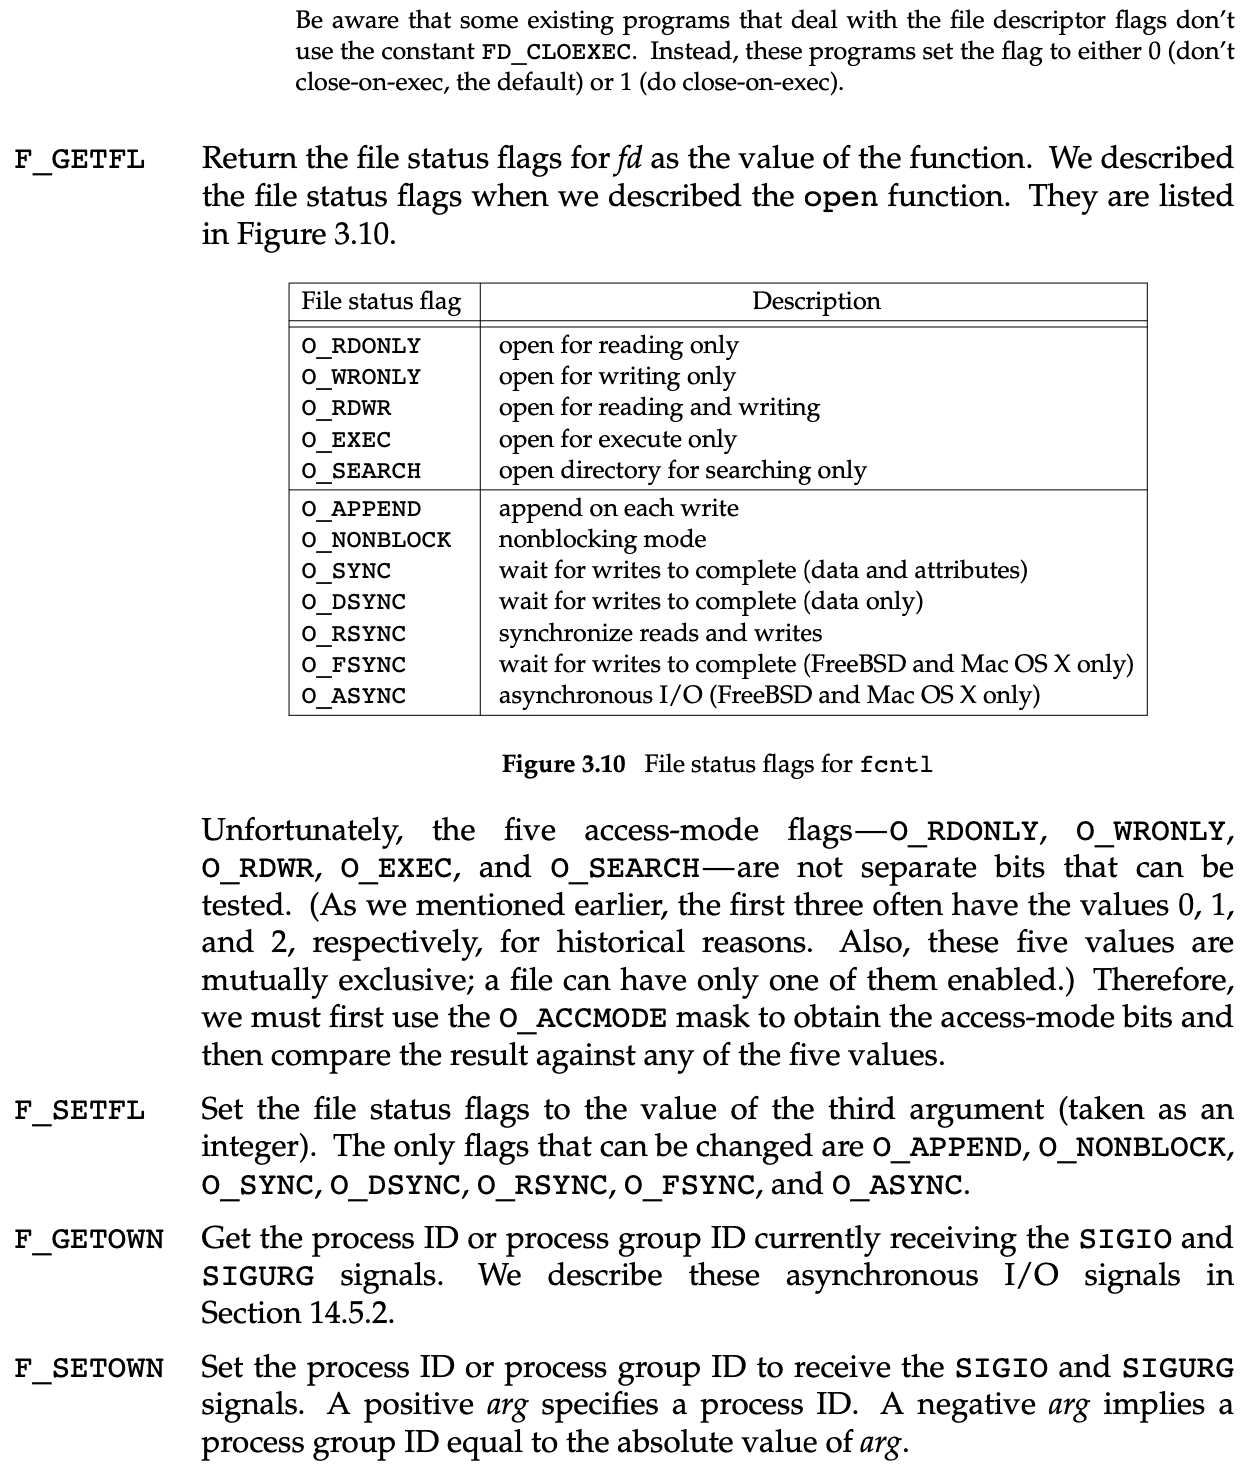 Be aware that some existing programs that deal with the file descriptor flags don’t
use the constant FD_CLOEXEC. Instead, these programs set the flag to either 0 (don’t
close-on-exec, the default) or 1 (do close-on-exec).
F_GETFL Return the file status flags for fd as the value of the function. We described
the file status flags when we described the open function. They are listed
in Figure 3.10.
File status flag Description
O_RDONLY open for reading only
O_WRONLY open for writing only
O_RDWR open for reading and writing
O_EXEC open for execute only
O_SEARCH open directory for searching only
O_APPEND append on each write
O_NONBLOCK nonblocking mode
O_SYNC wait for writes to complete (data and attributes)
O_DSYNC wait for writes to complete (data only)
O_RSYNC synchronize reads and writes
O_FSYNC wait for writes to complete (FreeBSD and Mac OS X only)
O_ASYNC asynchronous I/O (FreeBSD and Mac OS X only)
Figure 3.10 File status flags for fcntl
Unfortunately, the five access-mode flags—O_RDONLY, O_WRONLY,
O_RDWR, O_EXEC, and O_SEARCH—are not separate bits that can be
tested. (As we mentioned earlier, the first three often have the values 0, 1,
and 2, respectively, for historical reasons. Also, these five values are
mutually exclusive; a file can have only one of them enabled.) Therefore,
we must first use the O_ACCMODE mask to obtain the access-mode bits and
then compare the result against any of the five values.
F_SETFL Set the file status flags to the value of the third argument (taken as an
integer). The only flags that can be changed are O_APPEND, O_NONBLOCK,
O_SYNC, O_DSYNC, O_RSYNC, O_FSYNC, and O_ASYNC.
F_GETOWN Get the process ID or process group ID currently receiving the SIGIO and
SIGURG signals. We describe these asynchronous I/O signals in
Section 14.5.2.
F_SETOWN Set the process ID or process group ID to receive the SIGIO and SIGURG
signals. A positive arg specifies a process ID. A negative arg implies a
process group ID equal to the absolute value of arg.